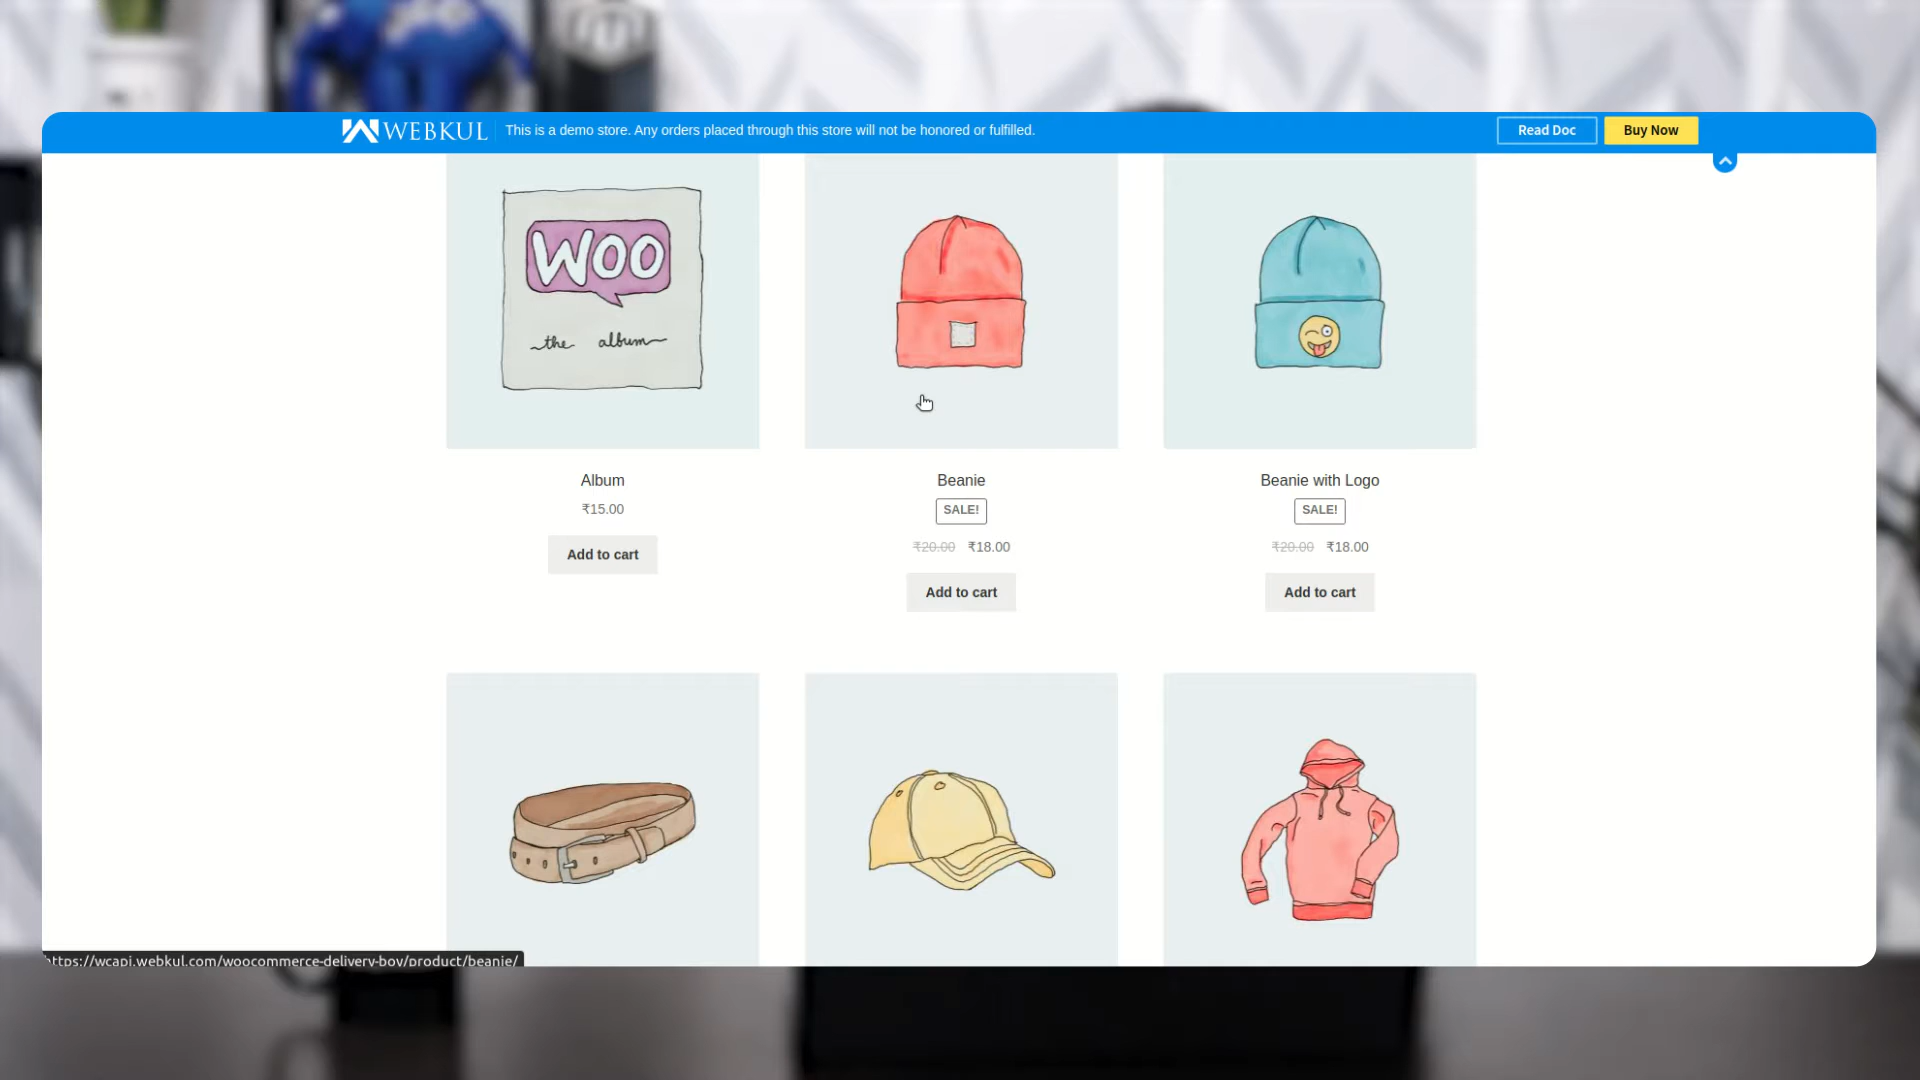 WEBKUL This is a demo store. Any orders placed through this store will not be honored or fulfilled. Read Doc Buy Now
WOO
the album
Album Beanie Beanie with Logo
₹15.00 SALE! SALE!
₹20.00 ₹18.00 ₹20.00 ₹18.00
Add to cart
Add to cart Add to cart
https://wcapi.webkul.com/woocommerce-delivery-boy/product/beanie/